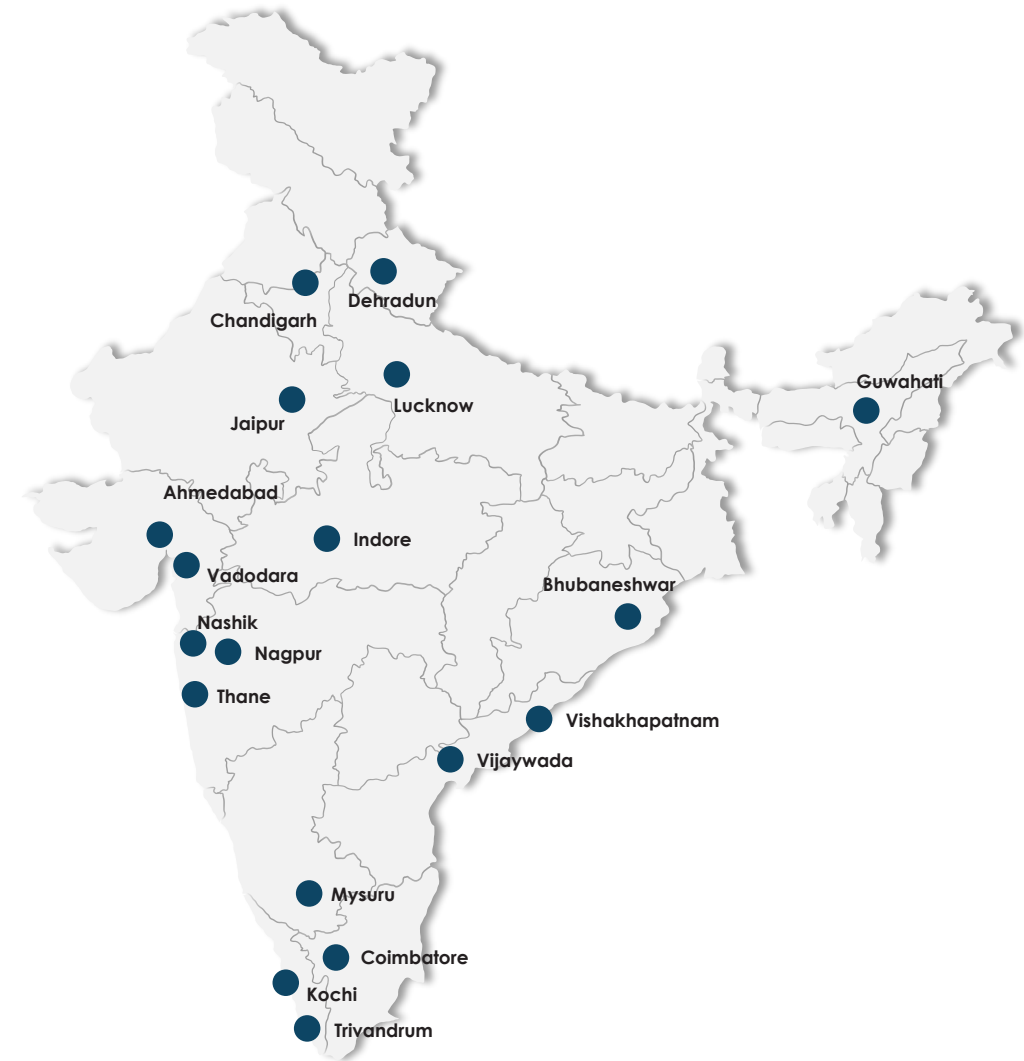 Dehradun
Chandigarh
Guwahati
Lucknow
Jaipur
Ahmedabad
Indore
Vadodara
Bhubaneshwar
Nashik
Nagpur
Thane
Vishakhapatnam
Vijaywada
Mysuru
Coimbatore
Kochi
Trivandrum